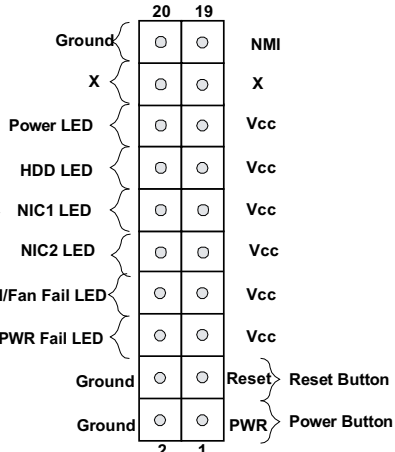 20 19
Ground NMI
X X
Power LED Vcc
HDD LED Vcc
NIC1 LED Vcc
NIC2 LED Vcc
/Fan Fail LED Vcc
PWR Fail LED Vcc
Ground Reset Reset Button
Ground PWR Power Button
2 1